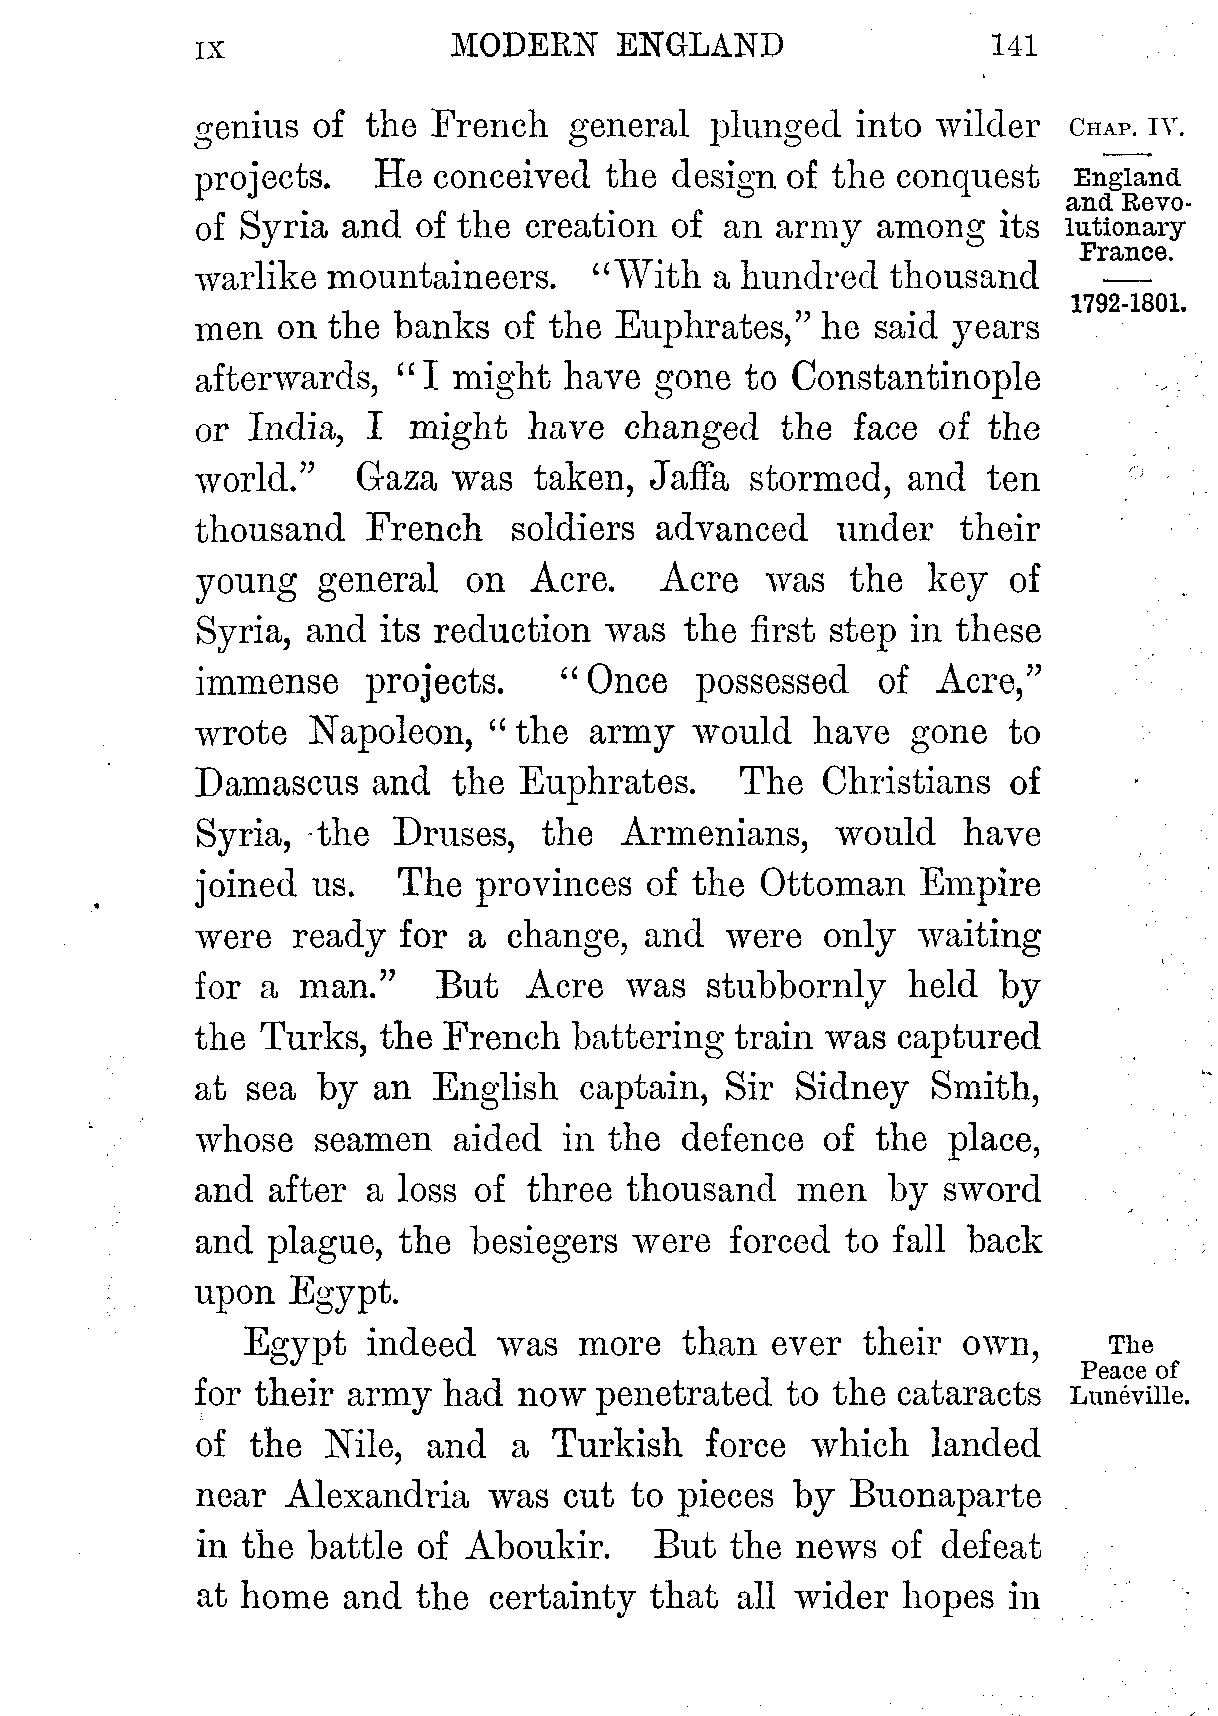 IX MODERN ENGLAND 141
genius of the French general plunged into wilder
projects. He conceived the design of the conquest
of Syria and of the creation of an army among its
warlike mountaineers. “With a hundred thousand
men on the banks of the Euphrates,” he said years
afterwards, “I might have gone to Constantinople
or India, I might have changed the face of the
world.” Gaza was taken, Jaffa stormed, and ten
thousand French soldiers advanced under their
young general on Acre. Acre was the key of
Syria, and its reduction was the first step in these
immense projects. “Once possessed of Acre,”
wrote Napoleon, “the army would have gone to
Damascus and the Euphrates. The Christians of
Syria, the Druses, the Armenians, would have
joined us. The provinces of the Ottoman Empire
were ready for a change, and were only waiting
for a man.” But Acre was stubbornly held by
the Turks, the French battering train was captured
at sea by an English captain, Sir Sidney Smith,
whose seamen aided in the defence of the place,
and after a loss of three thousand men by sword
and plague, the besiegers were forced to fall back
upon Egypt.
Egypt indeed was more than ever their own,
for their army had now penetrated to the cataracts
of the Nile, and a Turkish force which landed
near Alexandria was cut to pieces by Buonaparte
in the battle of Aboukir. But the news of defeat
at home and the certainty that all wider hopes in
CHAP. IV.
England
and Revo-
lutionary
France.
1792-1801.
The
Peace of
Lunéville.